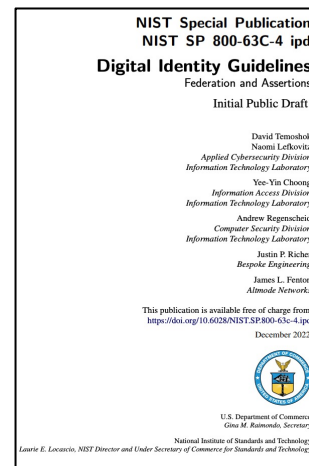 NIST Special Publication
NIST SP 800-63C-4 ipd
Digital Identity Guidelines
Federation and Assertions
Initial Public Draft
David Temoshok
Naomi Lefkovitz
Applied Cybersecurity Division
Information Technology Laboratory
Yee-Yin Choong
Information Access Division
Information Technology Laboratory
Andrew Regenscheid
Computer Security Division
Information Technology Laboratory
Justin P. Richer
Bespoke Engineering
James L. Fenton
Altmode Networks
This publication is available free of charge from:
https://doi.org/10.6028/NIST.SP.800-63c-4.ipd
December 2022
U.S. Department of Commerce
Gina M. Raimondo, Secretary
National Institute of Standards and Technology
Laurie E. Locascio, NIST Director and Under Secretary of Commerce for Standards and Technology